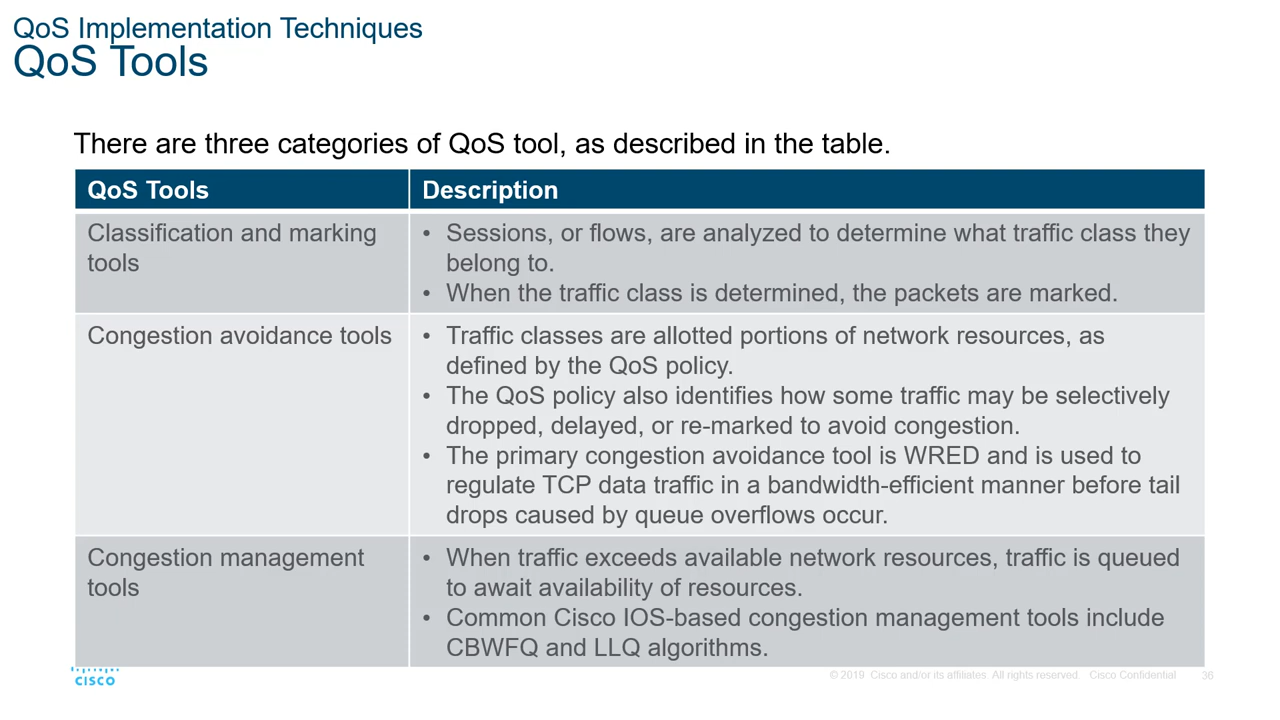 QoS Implementation Techniques
QoS Tools
There are three categories of QoS tool, as described in the table.
QoS Tools
Description
Classification and marking
tools
• Sessions, or flows, are analyzed to determine what traffic class they
belong to.
• When the traffic class is determined, the packets are marked.
Congestion avoidance tools
• Traffic classes are allotted portions of network resources, as
defined by the QoS policy.
• The QoS policy also identifies how some traffic may be selectively
dropped, delayed, or re-marked to avoid congestion.
• The primary congestion avoidance tool is WRED and is used to
regulate TCP data traffic in a bandwidth-efficient manner before tail
drops caused by queue overflows occur.
Congestion management
tools
• When traffic exceeds available network resources, traffic is queued
to await availability of resources.
• Common Cisco IOS-based congestion management tools include
CBWFQ and LLQ algorithms.
CISCO
© 2019 Cisco and/or its affiliates. All rights reserved. Cisco Confidential
36